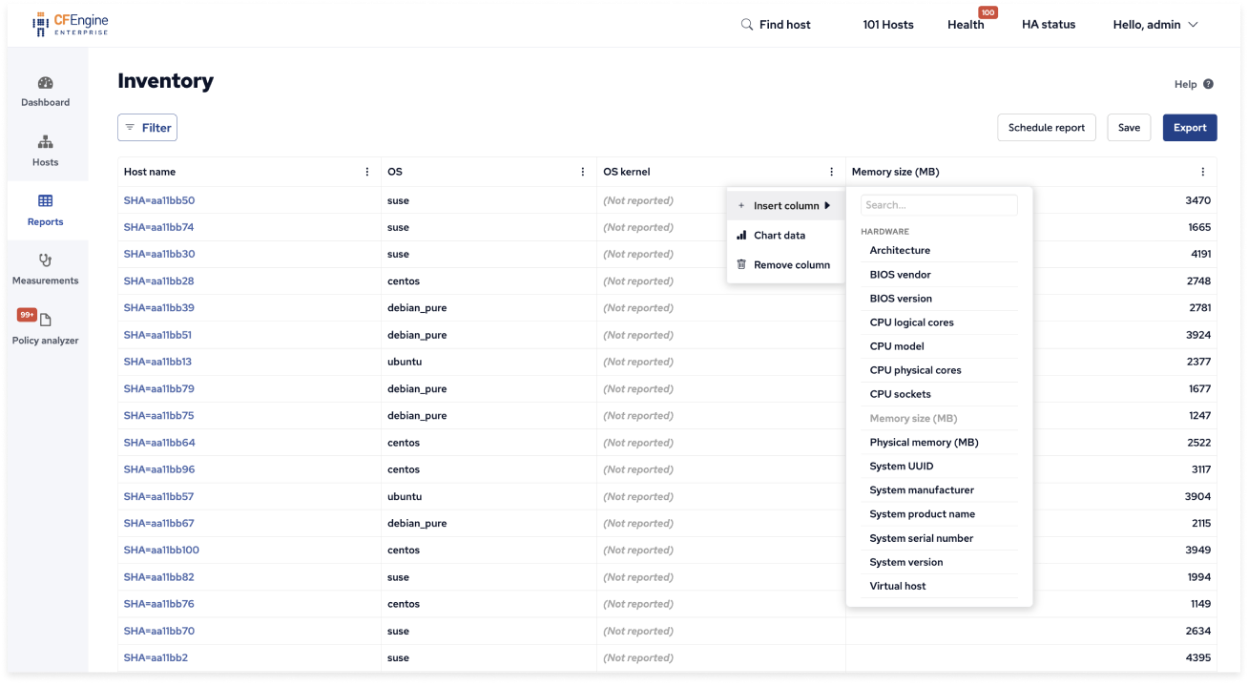 CFEngine
ENTERPRISE
Find host
101 Hosts
Health
100
HA status
Hello, admin
Dashboard
Hosts
Reports
Measurements
99+
Policy analyzer
Inventory
Help
Filter
Schedule report
Save
Export
Host name OS OS kernel Memory size (MB)
SHA=aa11bb50 suse (Not reported) 3470
SHA=aa11bb74 suse (Not reported) 1665
SHA=aa11bb30 suse (Not reported) 4191
SHA=aa11bb28 centos (Not reported) 2748
SHA=aa11bb39 debian_pure (Not reported) 2781
SHA=aa11bb51 debian_pure (Not reported) 3924
SHA=aa11bb13 ubuntu (Not reported) 2377
SHA=aa11bb79 debian_pure (Not reported) 1677
SHA=aa11bb75 debian_pure (Not reported) 1247
SHA=aa11bb64 centos (Not reported) 2522
SHA=aa11bb96 centos (Not reported) 3117
SHA=aa11bb57 ubuntu (Not reported) 3904
SHA=aa11bb67 debian_pure (Not reported) 2115
SHA=aa11bb100 centos (Not reported) 3949
SHA=aa11bb82 suse (Not reported) 1994
SHA=aa11bb76 centos (Not reported) 1149
SHA=aa11bb70 suse (Not reported) 2634
SHA=aa11bb2 suse (Not reported) 4395
+ Insert column
Chart data
Remove column
Search...
HARDWARE
Architecture
BIOS vendor
BIOS version
CPU logical cores
CPU model
CPU physical cores
CPU sockets
Memory size (MB)
Physical memory (MB)
System UUID
System manufacturer
System product name
System serial number
System version
Virtual host